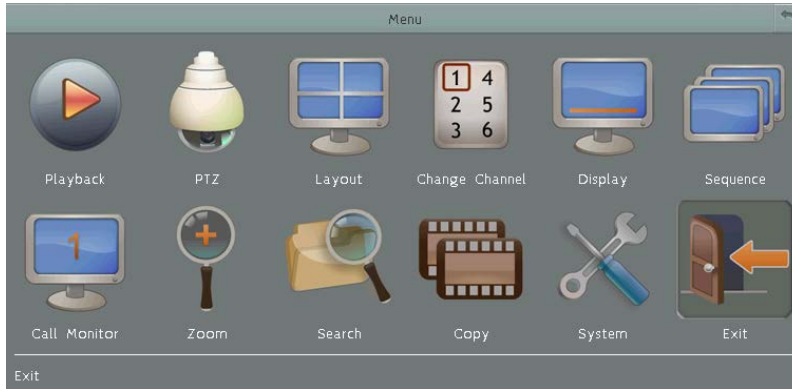 Menu
Playback PTZ Layout Change Channel Display Sequence
1 4
2 5
3 6
Call Monitor Zoom Search Copy System Exit
1
Exit